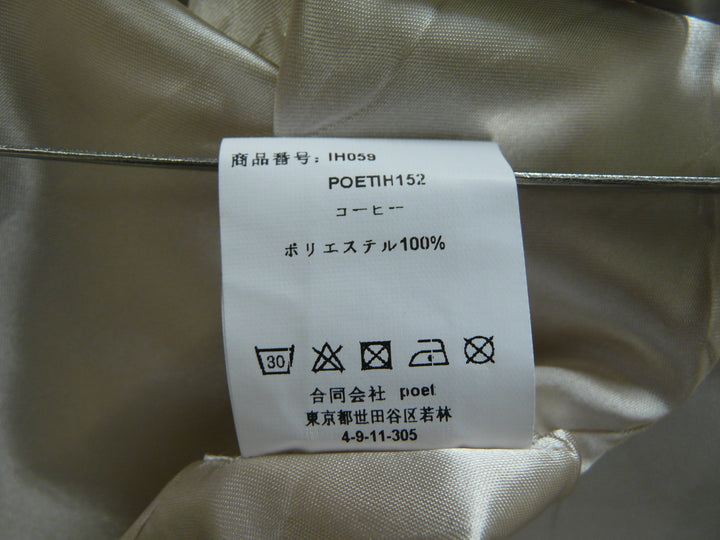 商品番号: IH059
POETIH152
コーヒー
ポリエステル100%
30
合同会社 poet
東京都世田谷区若林
4-9-11-305